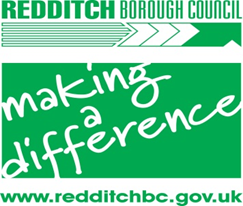 REDDITCH BOROUGH COUNCIL
making
a
difference
www.redditchbc.gov.uk